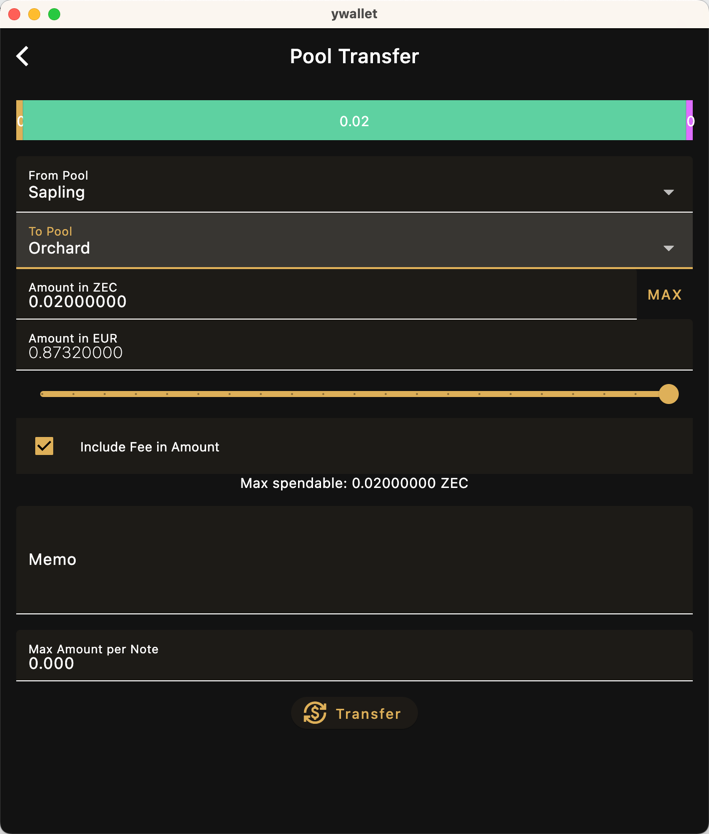 ywallet
Pool Transfer
0 0.02 0
From Pool
Sapling
To Pool
Orchard
Amount in ZEC
0.02000000
MAX
Amount in EUR
0.87320000
Include Fee in Amount
Max spendable: 0.02000000 ZEC
Memo
Max Amount per Note
0.000
Transfer